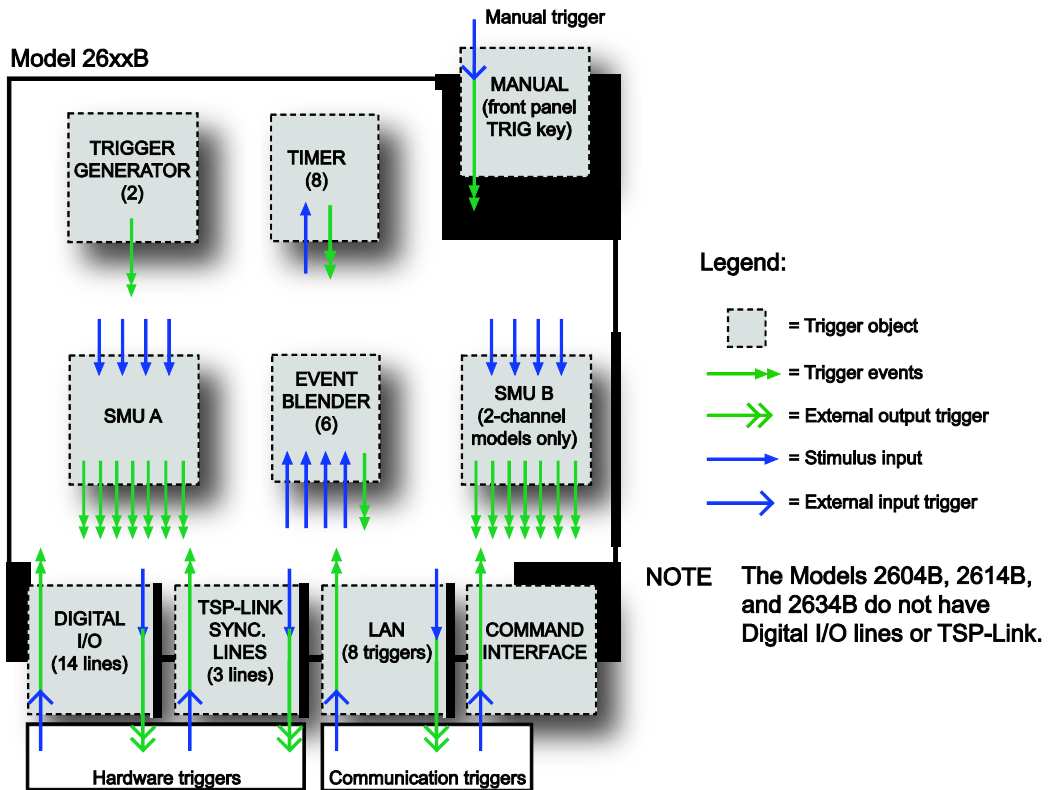 Manual trigger
Model 26xxB
MANUAL
(front panel
TRIG key)
TRIGGER
GENERATOR
(2)
TIMER
(8)
Legend:
= Trigger object
SMU A
EVENT
BLENDER
(6)
SMU B
(2-channel
models only)
= Trigger events
= External output trigger
= Stimulus input
= External input trigger
NOTE The Models 2604B, 2614B,
and 2634B do not have
Digital I/O lines or TSP-Link.
DIGITAL
I/O
(14 lines)
TSP-LINK
SYNC.
LINES
(3 lines)
LAN
(8 triggers)
COMMAND
INTERFACE
Hardware triggers
Communication triggers